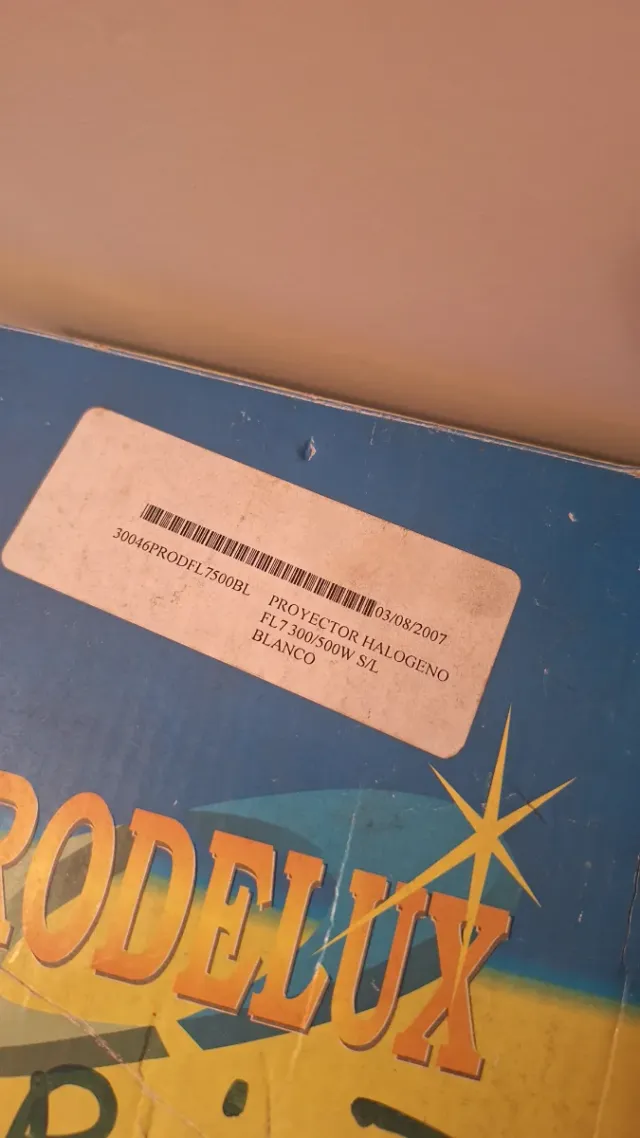 03/08/2007
30046PRODFL7500BL PROYECTOR HALOGENO
FL7 300/500W S/L
BLANCO
RODELUX